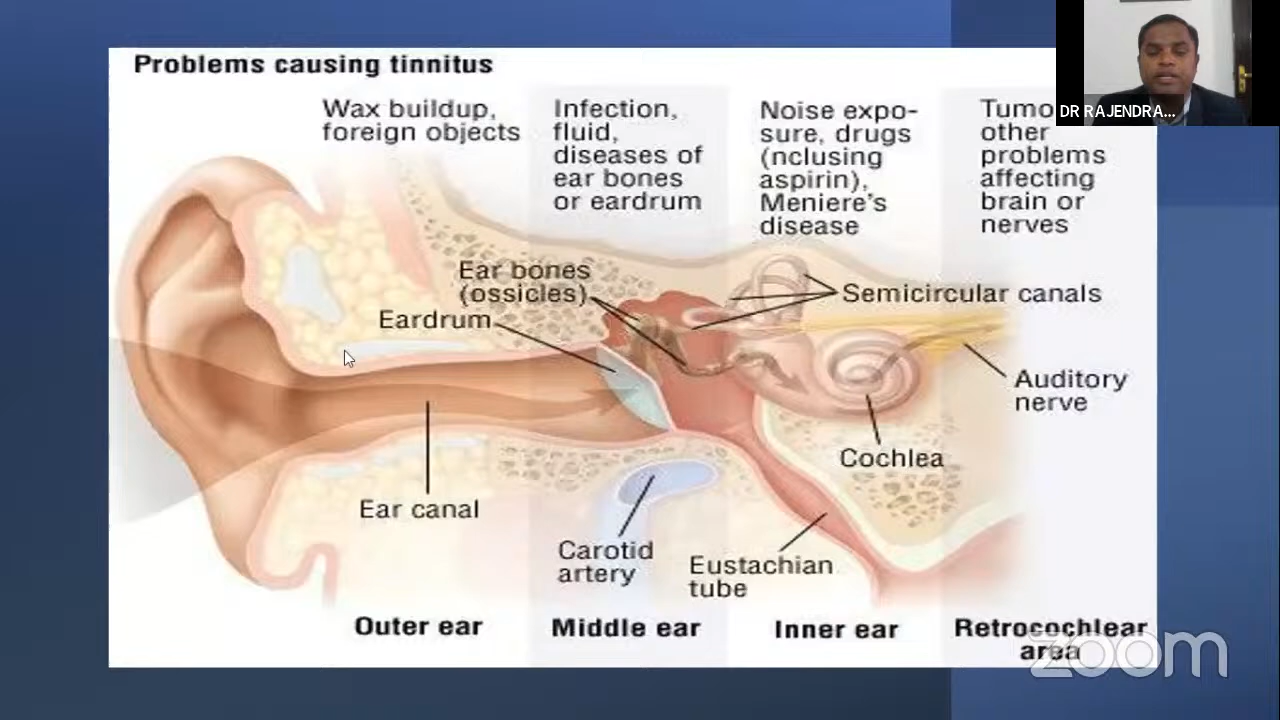 Problems causing tinnitus
DR RAJENDRA...
Wax buildup,
foreign objects
Infection,
fluid,
diseases of
ear bones
or eardrum
Noise expo-
sure, drugs
(nclusing
aspirin),
Meniere's
disease
Tumo
other
problems
affecting
brain or
nerves
Ear bones
(ossicles)
Eardrum
Semicircular canals
Auditory
nerve
Cochlea
Ear canal
Carotid
artery
Eustachian
tube
Outer ear
Middle ear
Inner ear
Retrocochlear
area
zoom